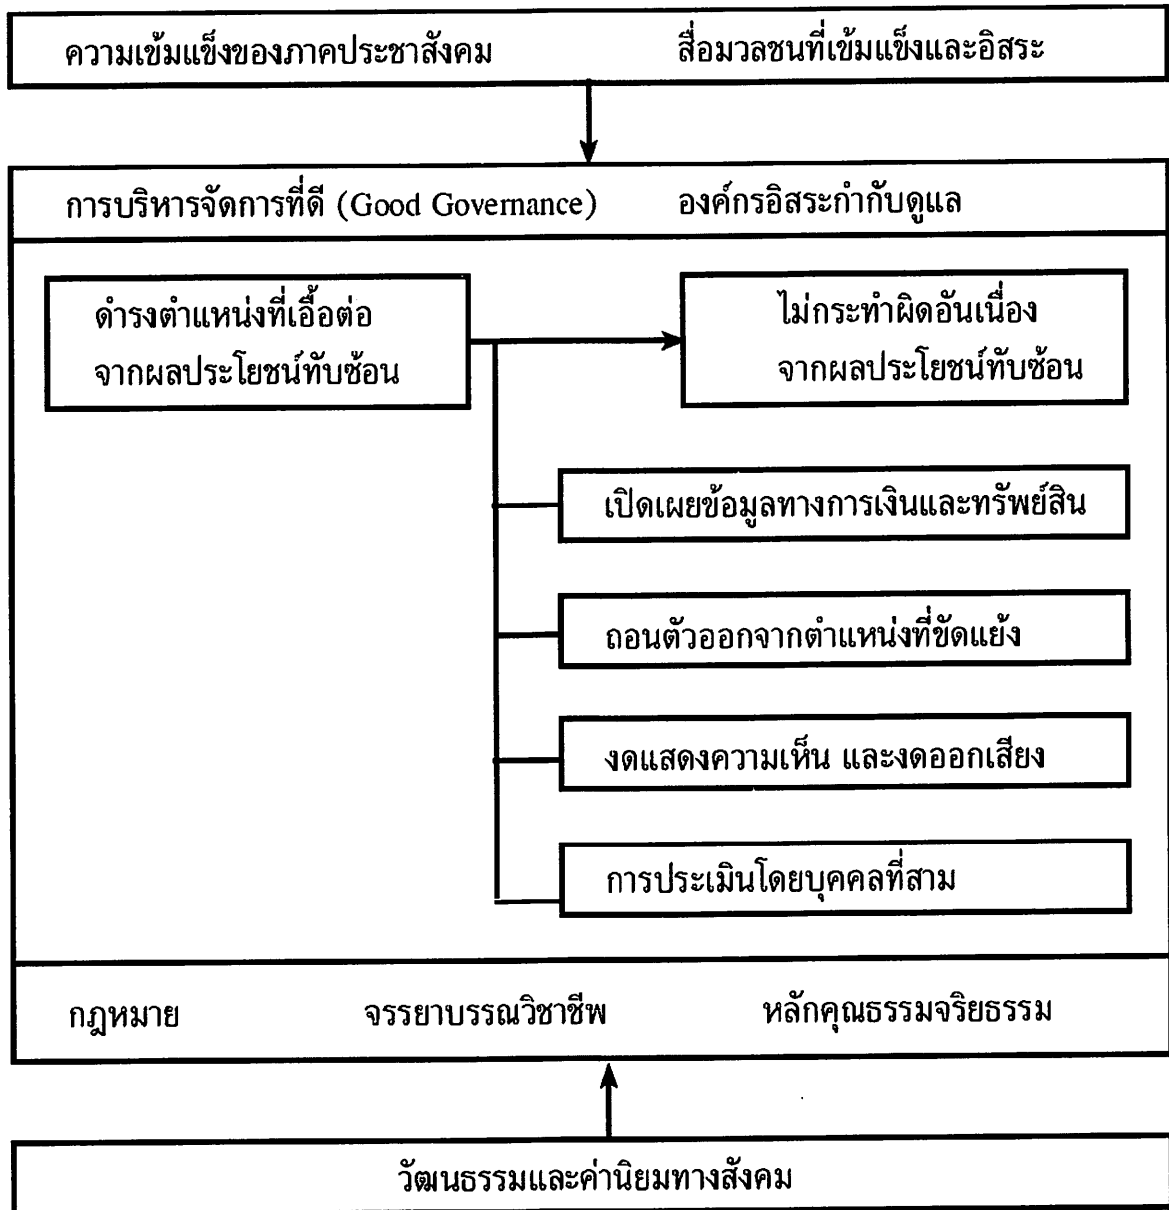 ความเข้มแข็งของภาคประชาสังคม สื่อมวลชนที่เข้มแข็งและอิสระ
การบริหารจัดการที่ดี (Good Governance) องค์กรอิสระกำกับดูแล
ดำรงตำแหน่งที่เอื้อต่อ
จากผลประโยชน์ทับซ้อน
ไม่กระทำผิดอันเนื่อง
จากผลประโยชน์ทับซ้อน
เปิดเผยข้อมูลทางการเงินและทรัพย์สิน
ถอนตัวออกจากตำแหน่งที่ขัดแย้ง
งดแสดงความเห็น และงดออกเสียง
การประเมินโดยบุคคลที่สาม
กฎหมาย จรรยาบรรณวิชาชีพ หลักคุณธรรมจริยธรรม
วัฒนธรรมและค่านิยมทางสังคม